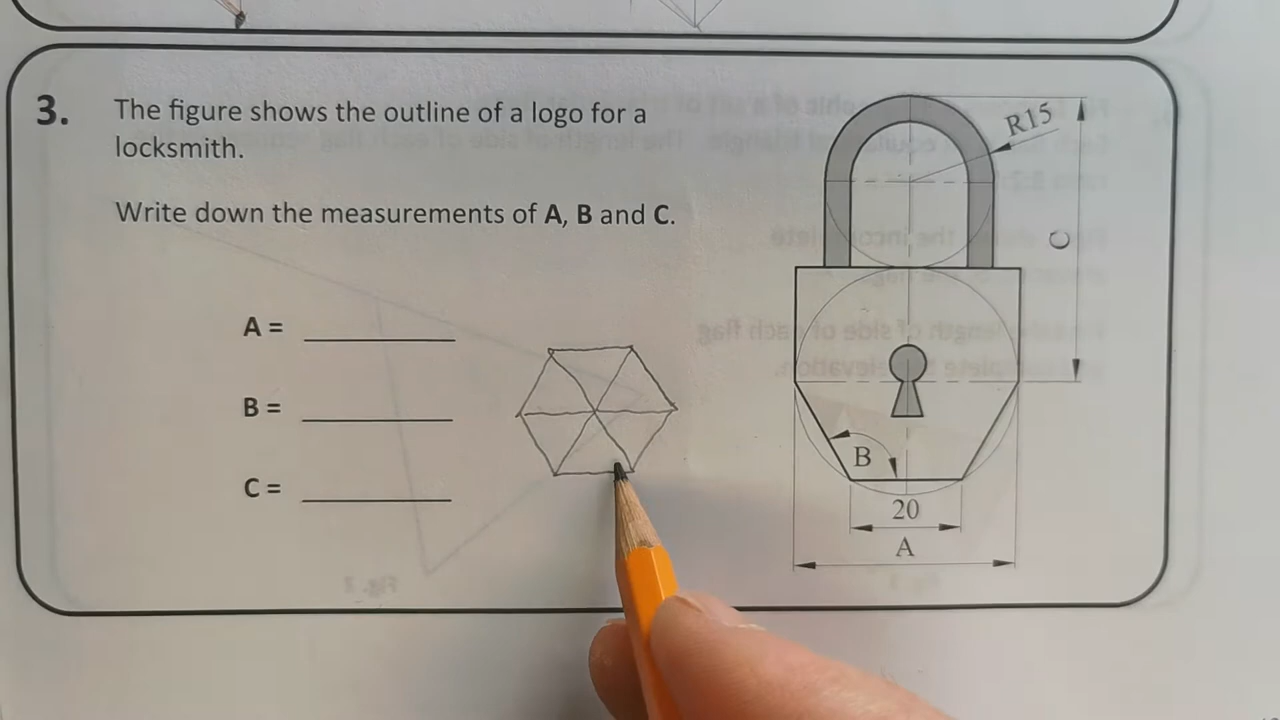 3.
The figure shows the outline of a logo for a
locksmith.
Write down the measurements of A, B and C.
A =
B =
C =
R15
C
B
20
A